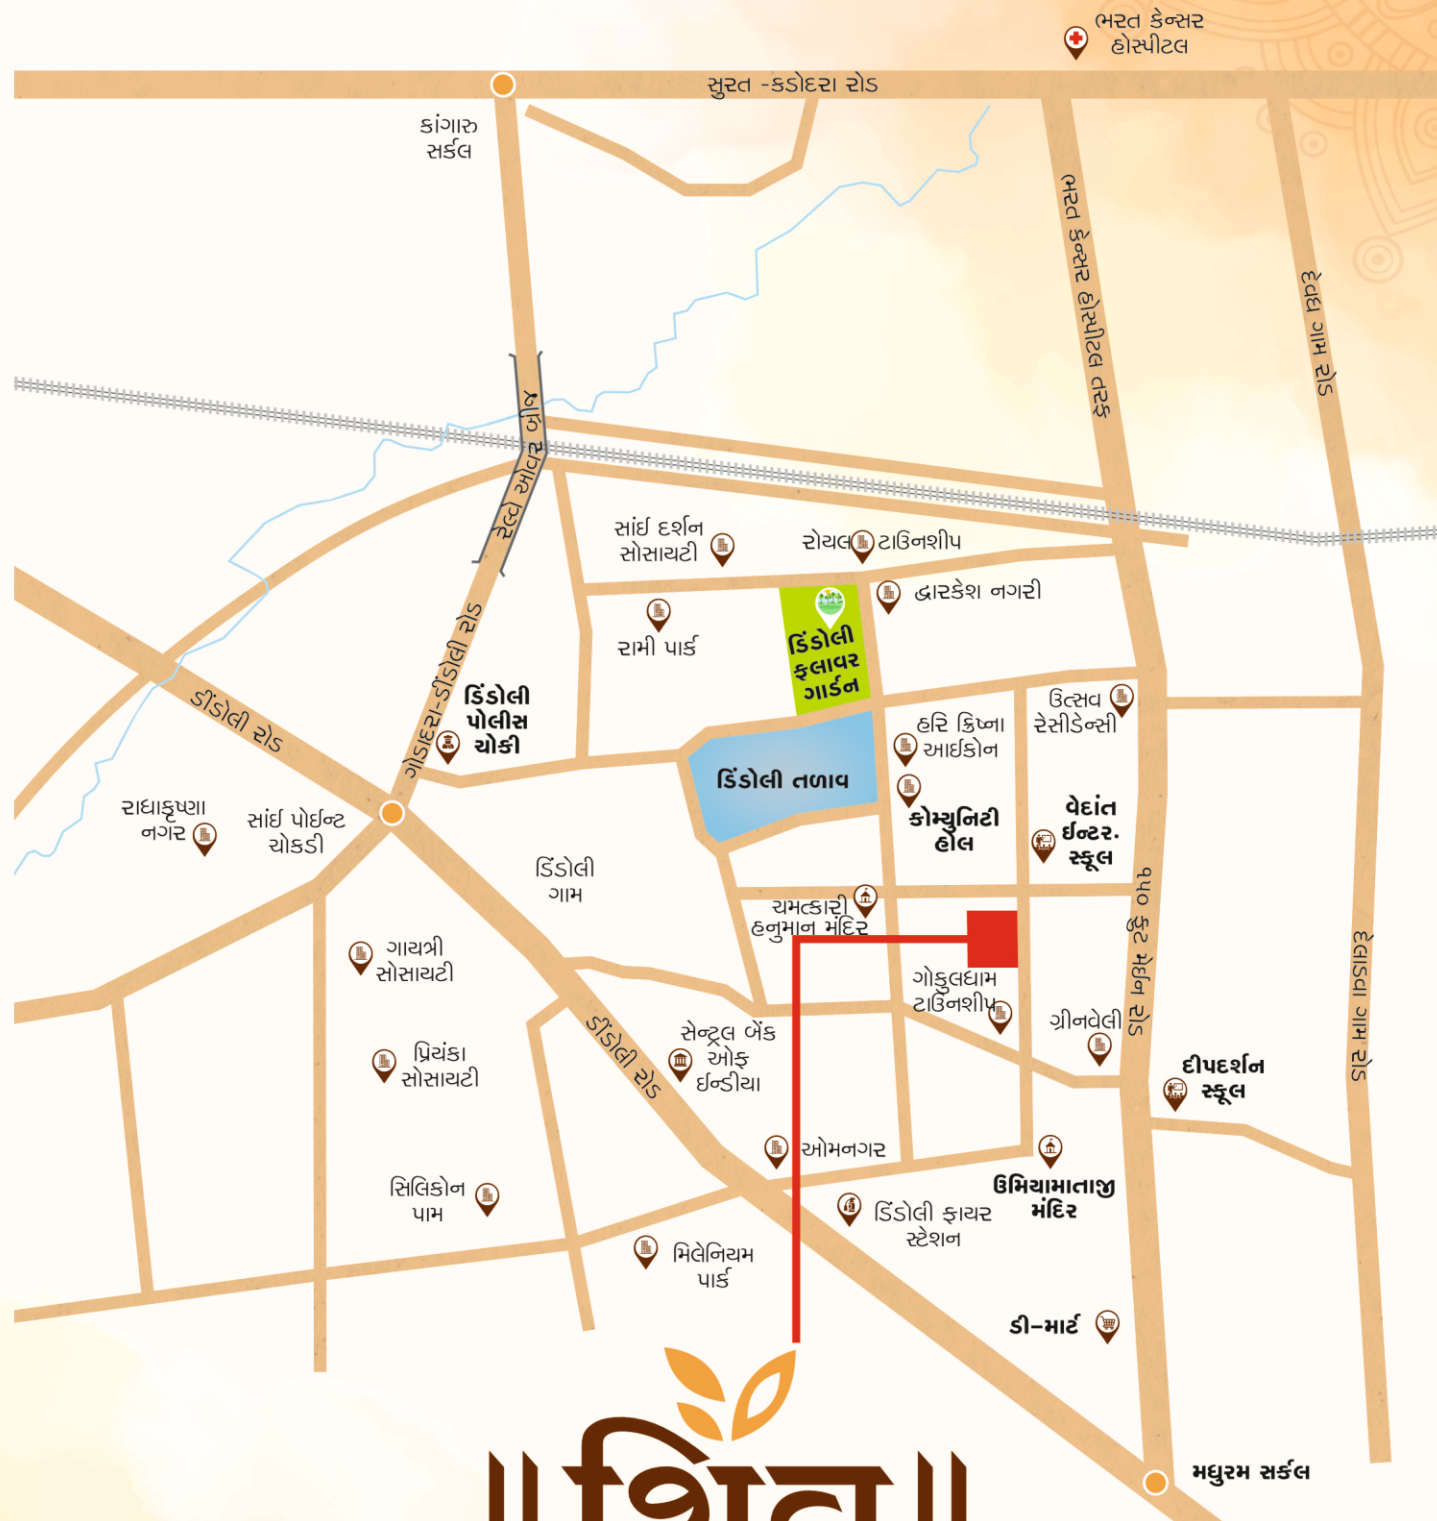 ભરત કેન્સર
હોસ્પીટલ
સુરત -કડોદરા રોડ
કાંગારુ
સર્કલ
ભરત કેન્સર હોસ્પીટલ તરફ
દેવધ ગામ રોડ
રેલ્વે ઓવર બ્રીજ
સાંઈ દર્શન
સોસાયટી
રોયલ ટાઉનશીપ
દ્વારકેશ નગરી
રામી પાર્ક
ડિંડોલી
ફલાવર
ગાર્ડન
ગોડાદરા-ડીંડોલી રોડ
ડીંડોલી રોડ
ડિંડોલી
પોલીસ
ચોકી
ઉત્સવ
રેસીડેન્સી
હરિ ક્રિષ્ના
આઈકોન
ડિંડોલી તળાવ
રાધાકૃષ્ણા
નગર
સાંઈ પોઈન્ટ
ચોકડી
કોમ્યુનિટી
હોલ
વેદાંત
ઈન્ટર.
સ્કૂલ
ડિંડોલી
ગામ
ચમત્કારી
હનુમાન મંદિર
૧૫૦ ફુટ મેઈન રોડ
ગાયત્રી
સોસાયટી
ગોકુલધામ
ટાઉનશીપ
ગ્રીનવેલી
દેલાડવા ગામ રોડ
પ્રિયંકા
સોસાયટી
ડીંડોલી રોડ
સેન્ટ્રલ બેંક
ઓફ
ઈન્ડીયા
દીપદર્શન
સ્કૂલ
ઓમનગર
સિલિકોન
પામ
ઉમિયામાતાજી
મંદિર
ડિંડોલી ફાયર
સ્ટેશન
મિલેનિયમ
પાર્ક
ડી-માર્ટ
મધુરમ સર્કલ